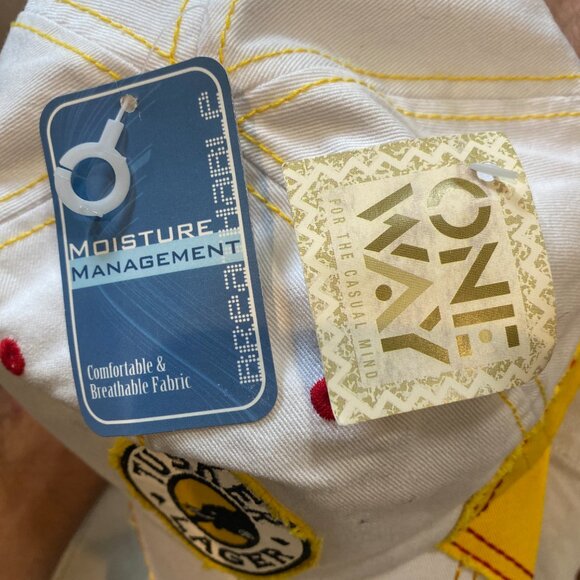 MOISTURE
MANAGEMENT
BREATHABLE
Comfortable &
Breathable Fabric
ONE
WAY
FOR THE CASUAL MIND
TUSKER
LAGER